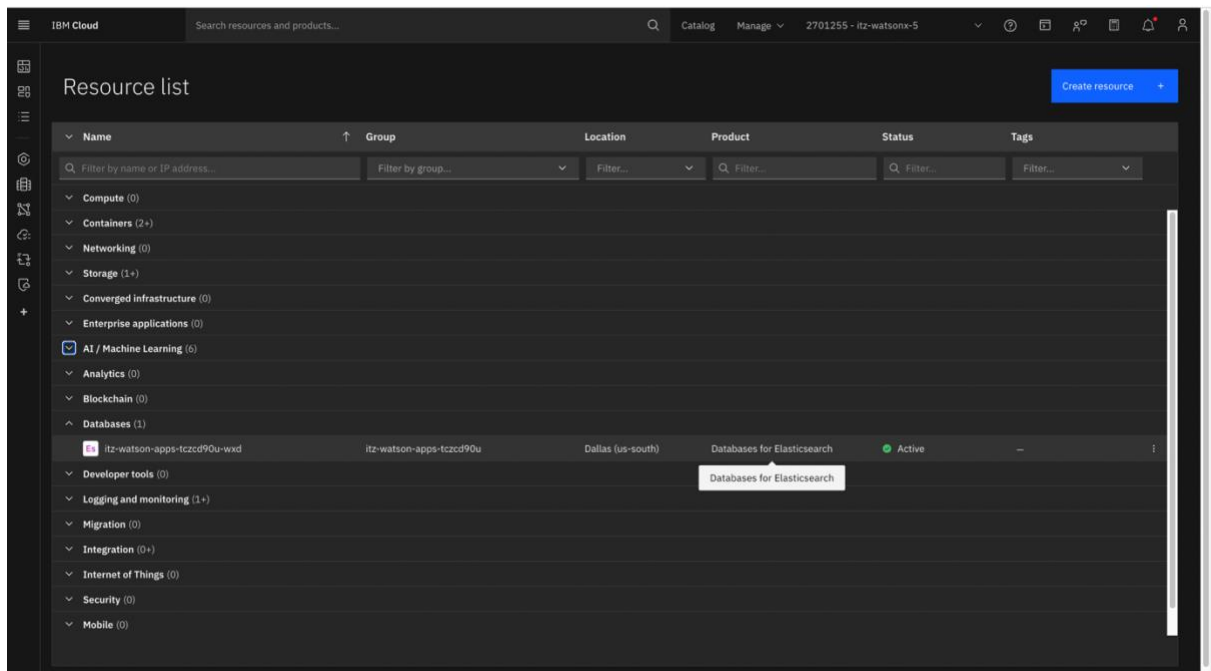 IBM Cloud Search resources and products... Catalog Manage 2701255 - itz-watsonx-5
Resource list
Create resource +
Name Group Location Product Status Tags
Filter by name or IP address... Filter by group... Filter... Filter... Filter... Filter...
Compute (0)
Containers (2+)
Networking (0)
Storage (1+)
Converged infrastructure (0)
Enterprise applications (0)
AI / Machine Learning (6)
Analytics (0)
Blockchain (0)
Databases (1)
Es itz-watson-apps-tczcd90u-wxd itz-watson-apps-tczcd90u Dallas (us-south) Databases for Elasticsearch Active –
Developer tools (0)
Databases for Elasticsearch
Logging and monitoring (1+)
Migration (0)
Integration (0+)
Internet of Things (0)
Security (0)
Mobile (0)